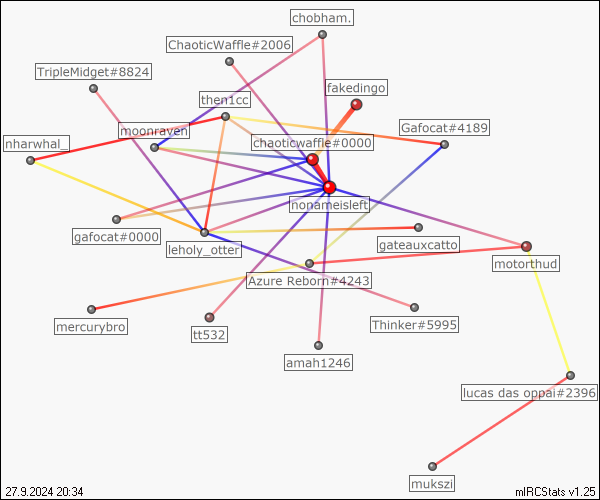 chobham.
ChaoticWaffle#2006
TripleMidget#8824
fakedingo
then1cc
Gafocat#4189
moonraven
nharwhal_
chaoticwaffle#0000
nonameisleft
gafocat#0000
gateauxcatto
leholy_otter
motorthud
Azure Reborn#4243
mercurybro
Thinker#5995
tt532
amah1246
lucas das oppai#2396
mukszi
27.9.2024 20:34
mIRCStats v1.25